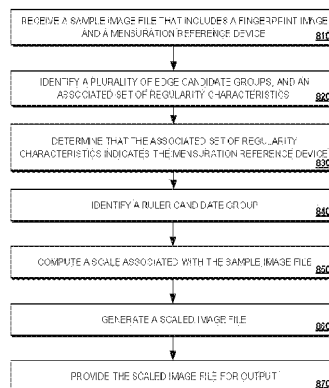 RECEIVE A SAMPLE IMAGE FILE THAT INCLUDES A FINGERPRINT IMAGE
AND A MENSURATION REFERENCE DEVICE 810
IDENTIFY A PLURALITY OF EDGE CANDIDATE GROUPS, AND AN
ASSOCIATED SET OF REGULARITY CHARACTERISTICS 820
DETERMINE THAT THE ASSOCIATED SET OF REGULARITY
CHARACTERISTICS INDICATES THE MENSURATION REFERENCE DEVICE 830
IDENTIFY A RULER CANDIDATE GROUP 840
COMPUTE A SCALE ASSOCIATED WITH THE SAMPLE IMAGE FILE 850
GENERATE A SCALED IMAGE FILE 860
PROVIDE THE SCALED IMAGE FILE FOR OUTPUT 870